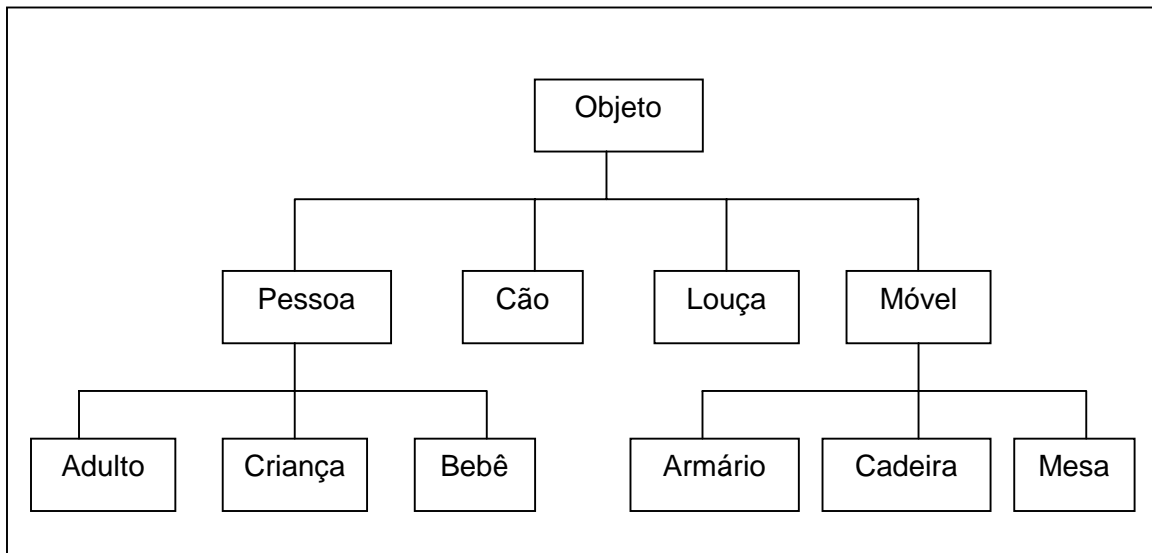 Objeto
Pessoa
Cão
Louça
Móvel
Adulto
Criança
Bebê
Armário
Cadeira
Mesa